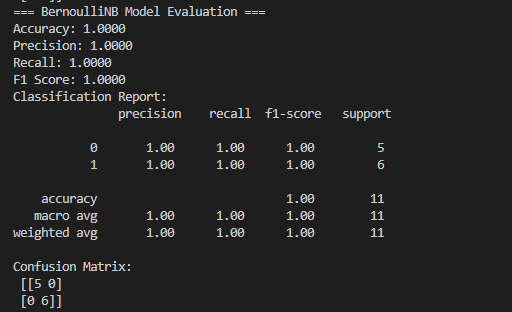 === BernoulliNB Model Evaluation ===
Accuracy: 1.0000
Precision: 1.0000
Recall: 1.0000
F1 Score: 1.0000
Classification Report:
              precision    recall  f1-score   support

           0       1.00      1.00      1.00         5
           1       1.00      1.00      1.00         6

    accuracy                           1.00        11
   macro avg       1.00      1.00      1.00        11
weighted avg       1.00      1.00      1.00        11

Confusion Matrix:
 [[5 0]
 [0 6]]